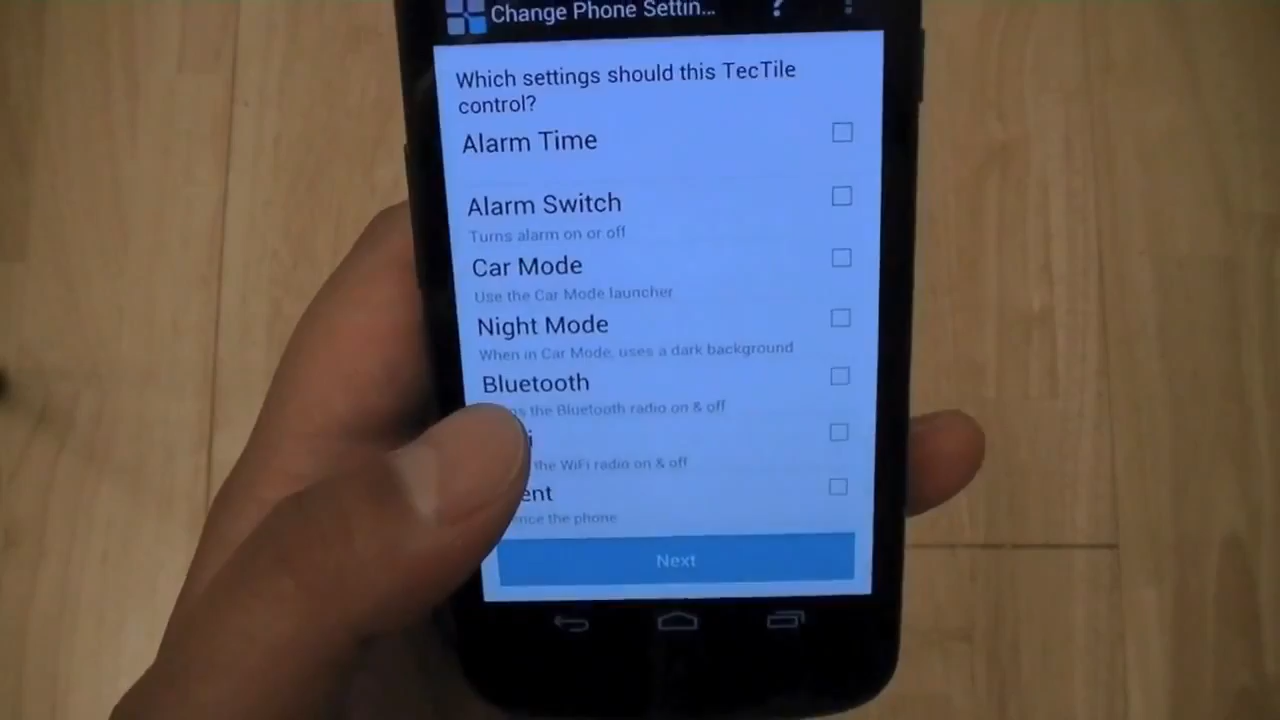 Change Phone Settin...
?
Which settings should this TecTile
control?
Alarm Time
Alarm Switch
Turns alarm on or off
Car Mode
Use the Car Mode launcher
Night Mode
When in Car Mode, uses a dark background
Bluetooth
the Bluetooth radio on & off
the WiFi radio on & off
the phone
Next